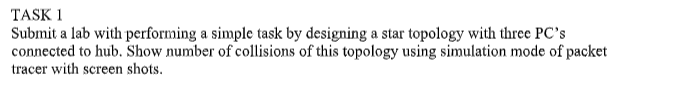 TASK 1
Submit a lab with performing a simple task by designing a star topology with three PC's
connected to hub. Show number of collisions of this topology using simulation mode of packet
tracer with screen shots.